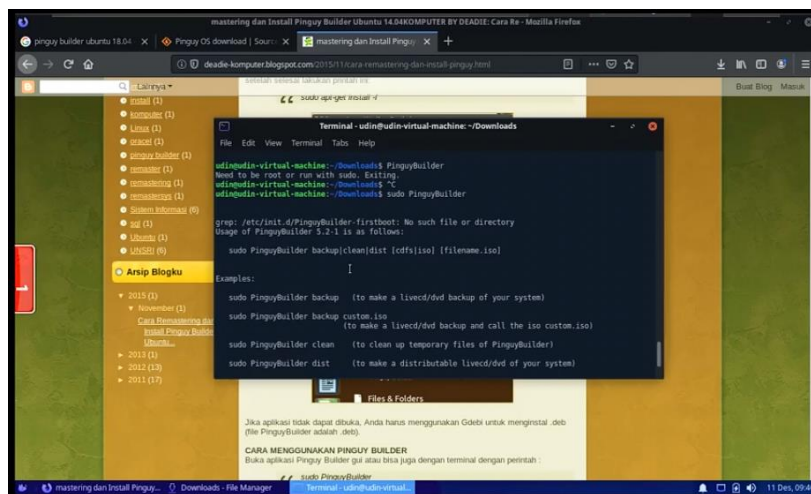 mastering dan Install Pinguy Builder Ubuntu 14.04KOMPUTER BY DEADIE: Cara Re - Mozilla Firefox
pinguy builder ubuntu 18.04
Pinguy OS download | Sourc
mastering dan Install Pinguy
deadie-komputer.blogspot.com/2015/11/cara-remastering-dan-install-pinguy.html
Lainnya
Buat Blog Masuk
install (1)
komputer (1)
Linux (1)
oracel (1)
pinguy builder (1)
remaster (1)
remastering (1)
remastersys (1)
Sistem Informasi (6)
sql (1)
Ubuntu (1)
UNSRI (6)
Arsip Blogku
▼ 2015 (1)
▼ November (1)
Cara Remastering dan
Install Pinguy Builde
Ubuntu...
► 2013 (1)
► 2012 (13)
► 2011 (17)
setelah selesai lakukan perintah ini:
sudo apt-get install -f
Terminal - udin@udin-virtual-machine: ~/Downloads
File Edit View Terminal Tabs Help
udin@udin-virtual-machine:~/Downloads$ PinguyBuilder
Need to be root or run with sudo. Exiting.
udin@udin-virtual-machine:~/Downloads$ ^C
udin@udin-virtual-machine:~/Downloads$ sudo PinguyBuilder
grep: /etc/init.d/PinguyBuilder-firstboot: No such file or directory
Usage of PinguyBuilder 5.2-1 is as follows:
sudo PinguyBuilder backup|clean|dist [cdfs|iso] [filename.iso]
Examples:
sudo PinguyBuilder backup (to make a livecd/dvd backup of your system)
sudo PinguyBuilder backup custom.iso
(to make a livecd/dvd backup and call the iso custom.iso)
sudo PinguyBuilder clean (to clean up temporary files of PinguyBuilder)
sudo PinguyBuilder dist (to make a distributable livecd/dvd of your system)
Files & Folders
Jika aplikasi tidak dapat dibuka, Anda harus menggunakan Gdebi untuk menginstal .deb
(file PinguyBuilder adalah .deb).
CARA MENGGUNAKAN PINGUY BUILDER
Buka aplikasi Pinguy Builder gui atau bisa juga dengan terminal dengan perintah :
sudo PinguyBuilder
mastering dan Install Pinguy...
Downloads - File Manager
Terminal - udin@udin-virtual...
11 Des, 09:4